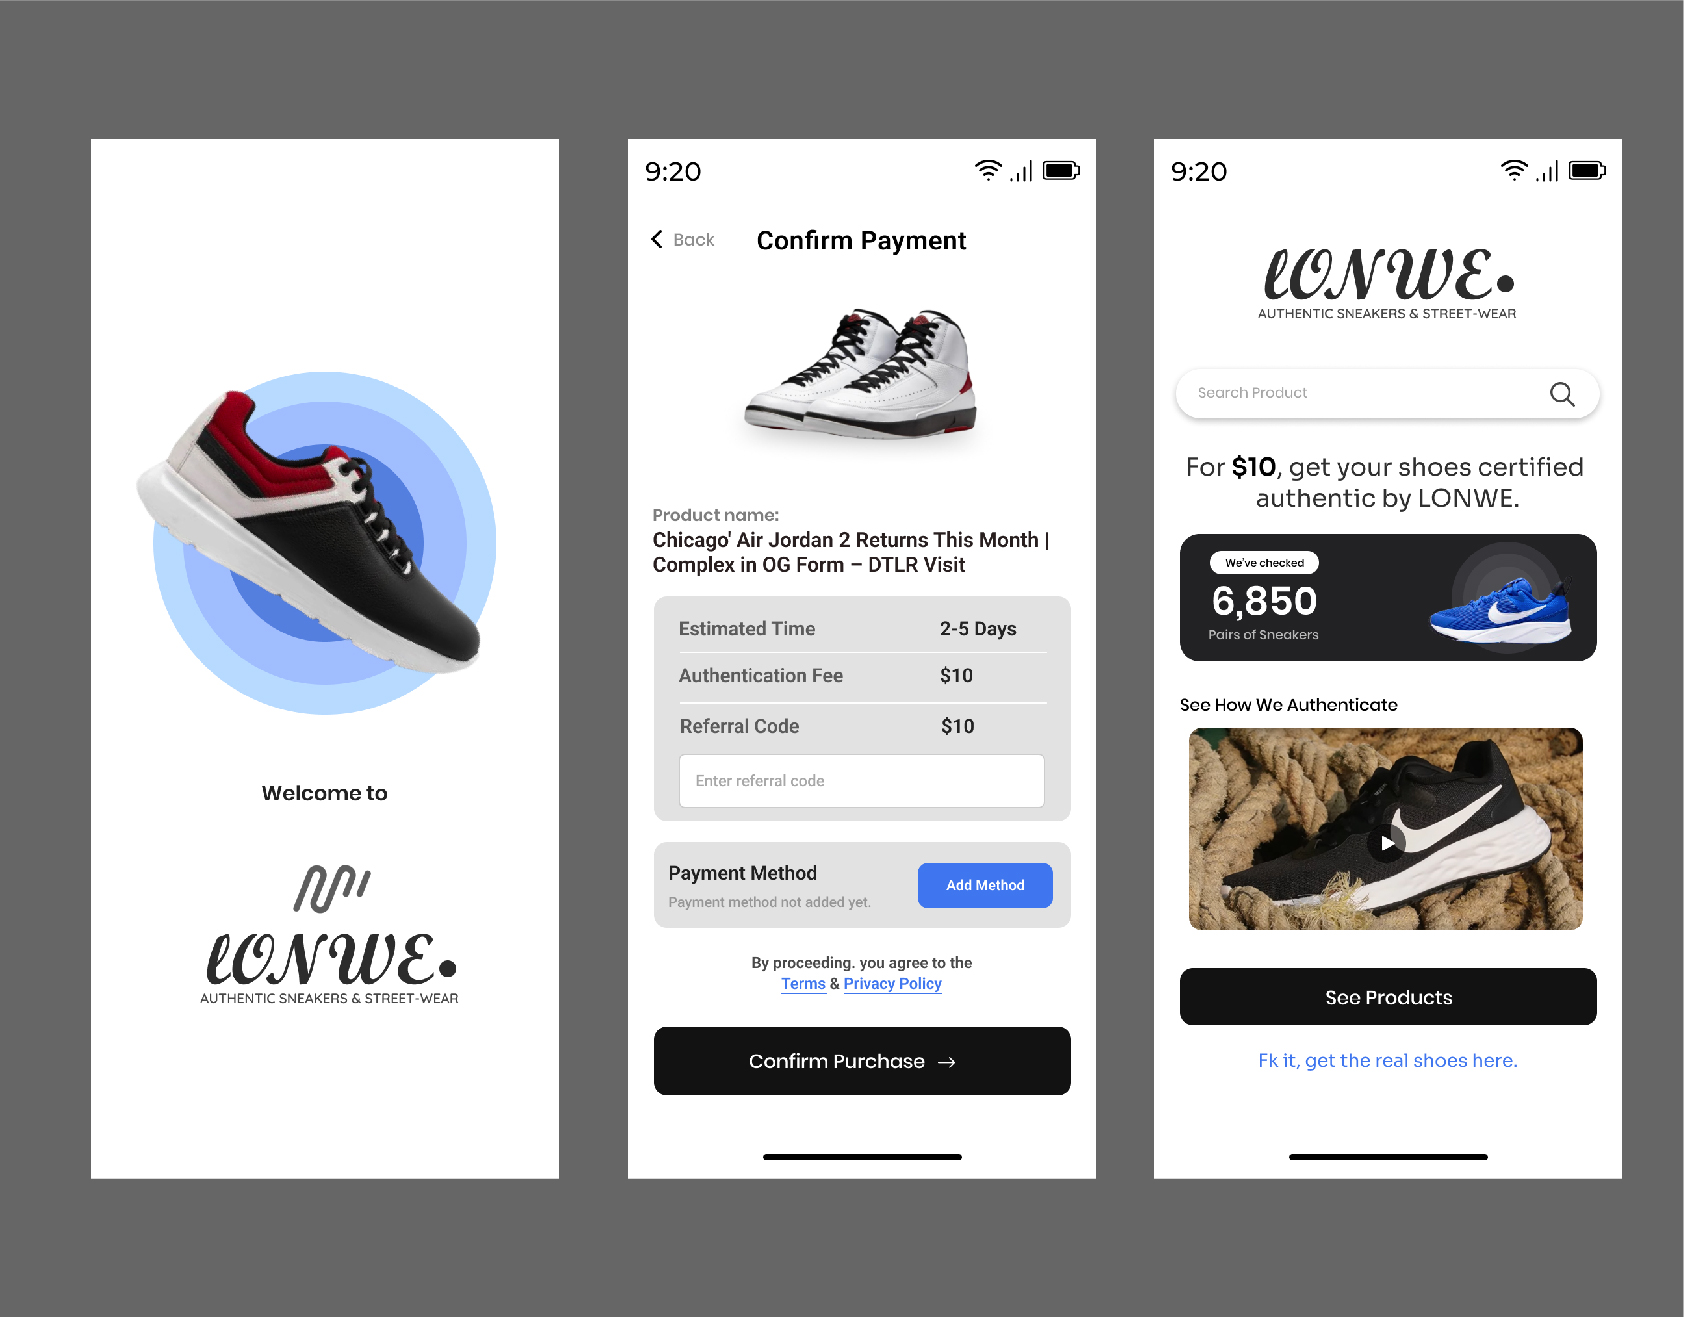 Welcome to
lONWE.
AUTHENTIC SNEAKERS & STREET-WEAR
9:20
Back
Confirm Payment
Product name:
Chicago' Air Jordan 2 Returns This Month |
Complex in OG Form – DTLR Visit
Estimated Time 2-5 Days
Authentication Fee $10
Referral Code $10
Enter referral code
Payment Method
Payment method not added yet.
Add Method
By proceeding. you agree to the
Terms & Privacy Policy
Confirm Purchase →
9:20
lONWE.
AUTHENTIC SNEAKERS & STREET-WEAR
Search Product
For $10, get your shoes certified
authentic by LONWE.
We've checked
6,850
Pairs of Sneakers
See How We Authenticate
See Products
Fk it, get the real shoes here.